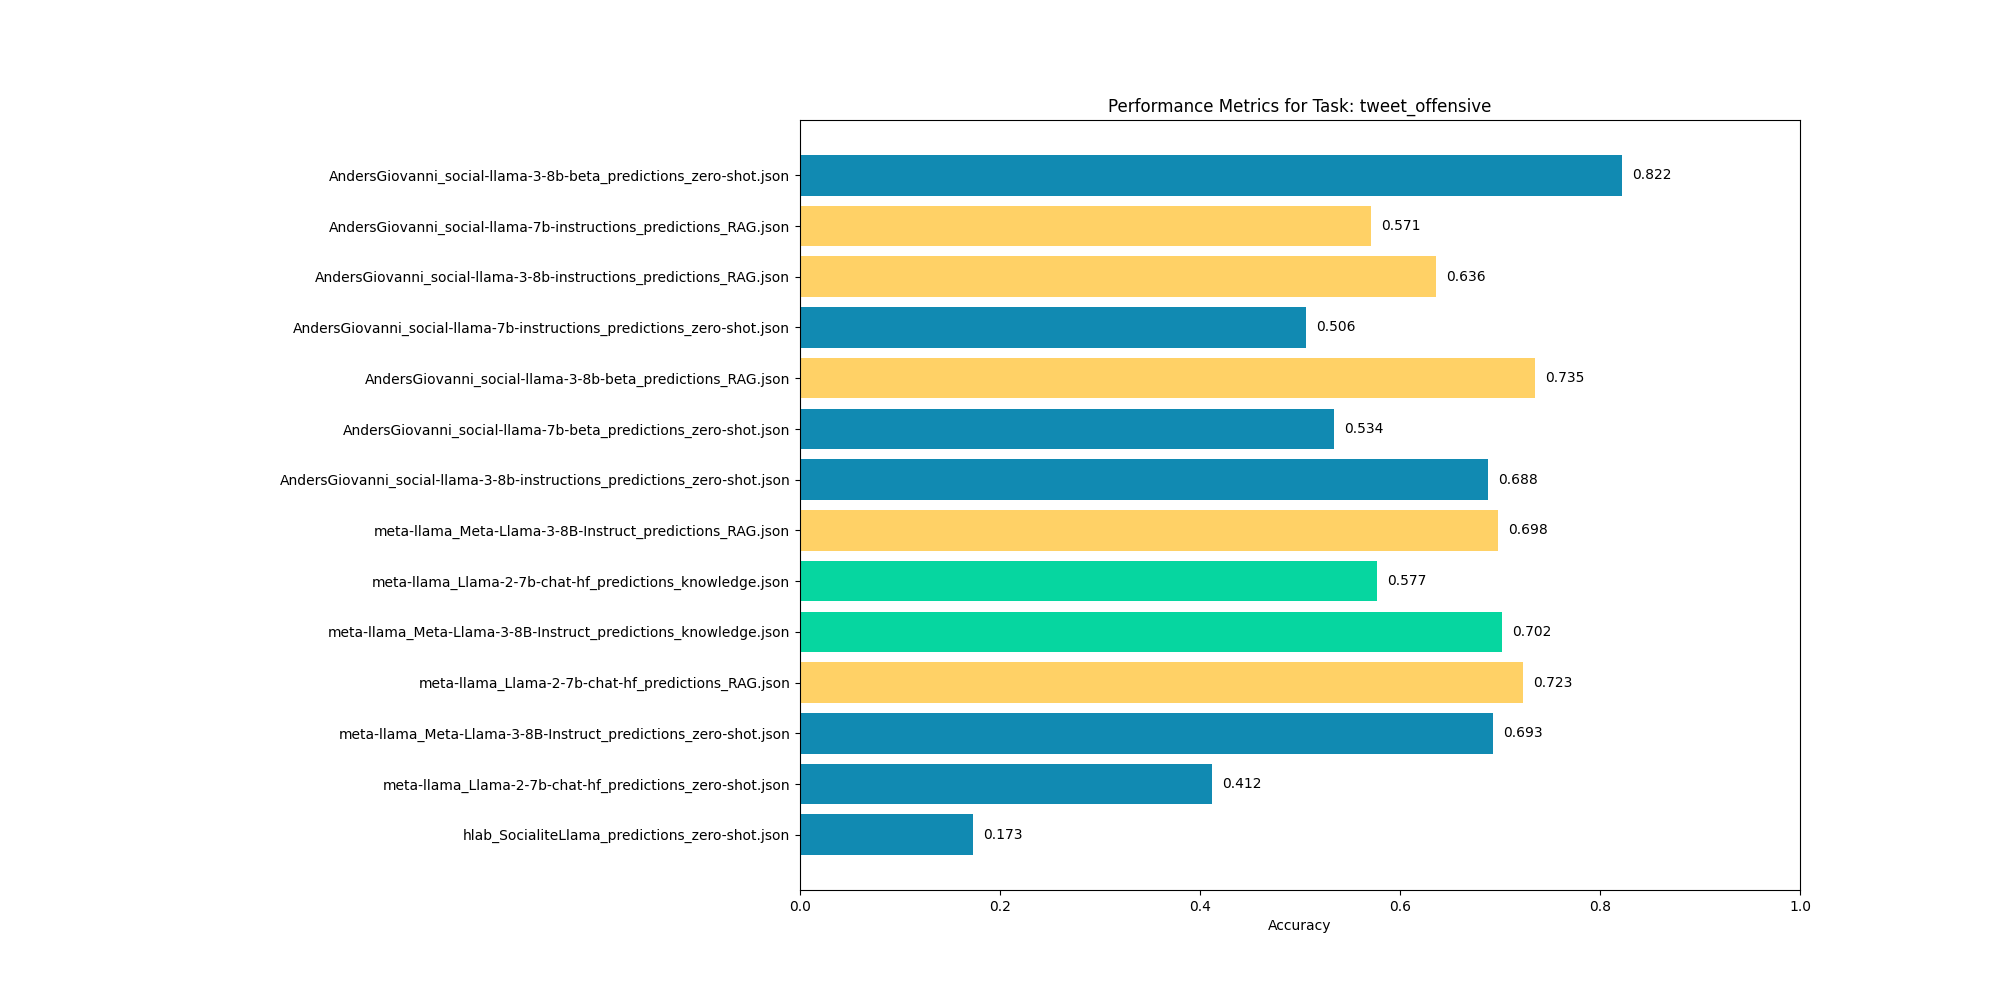 Performance Metrics for Task: tweet_offensive
AndersGiovanni_social-llama-3-8b-beta_predictions_zero-shot.json 0.822
AndersGiovanni_social-llama-7b-instructions_predictions_RAG.json 0.571
AndersGiovanni_social-llama-3-8b-instructions_predictions_RAG.json 0.636
AndersGiovanni_social-llama-7b-instructions_predictions_zero-shot.json 0.506
AndersGiovanni_social-llama-3-8b-beta_predictions_RAG.json 0.735
AndersGiovanni_social-llama-7b-beta_predictions_zero-shot.json 0.534
AndersGiovanni_social-llama-3-8b-instructions_predictions_zero-shot.json 0.688
meta-llama_Meta-Llama-3-8B-Instruct_predictions_RAG.json 0.698
meta-llama_Llama-2-7b-chat-hf_predictions_knowledge.json 0.577
meta-llama_Meta-Llama-3-8B-Instruct_predictions_knowledge.json 0.702
meta-llama_Llama-2-7b-chat-hf_predictions_RAG.json 0.723
meta-llama_Meta-Llama-3-8B-Instruct_predictions_zero-shot.json 0.693
meta-llama_Llama-2-7b-chat-hf_predictions_zero-shot.json 0.412
hlab_SocialiteLlama_predictions_zero-shot.json 0.173
0.0 0.2 0.4 0.6 0.8 1.0
Accuracy